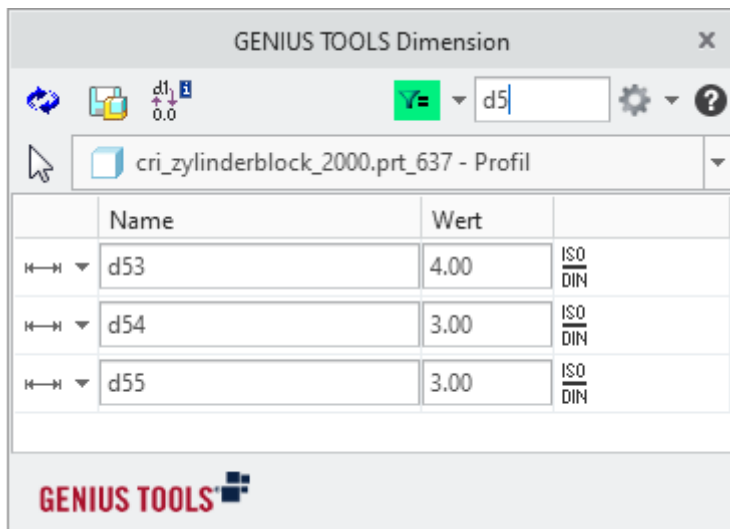 GENIUS TOOLS Dimension
d1 i
0.0
d5
?
cri_zylinderblock_2000.prt_637 - Profil
Name Wert
d53 4.00 ISO DIN
d54 3.00 ISO DIN
d55 3.00 ISO DIN
GENIUS TOOLS